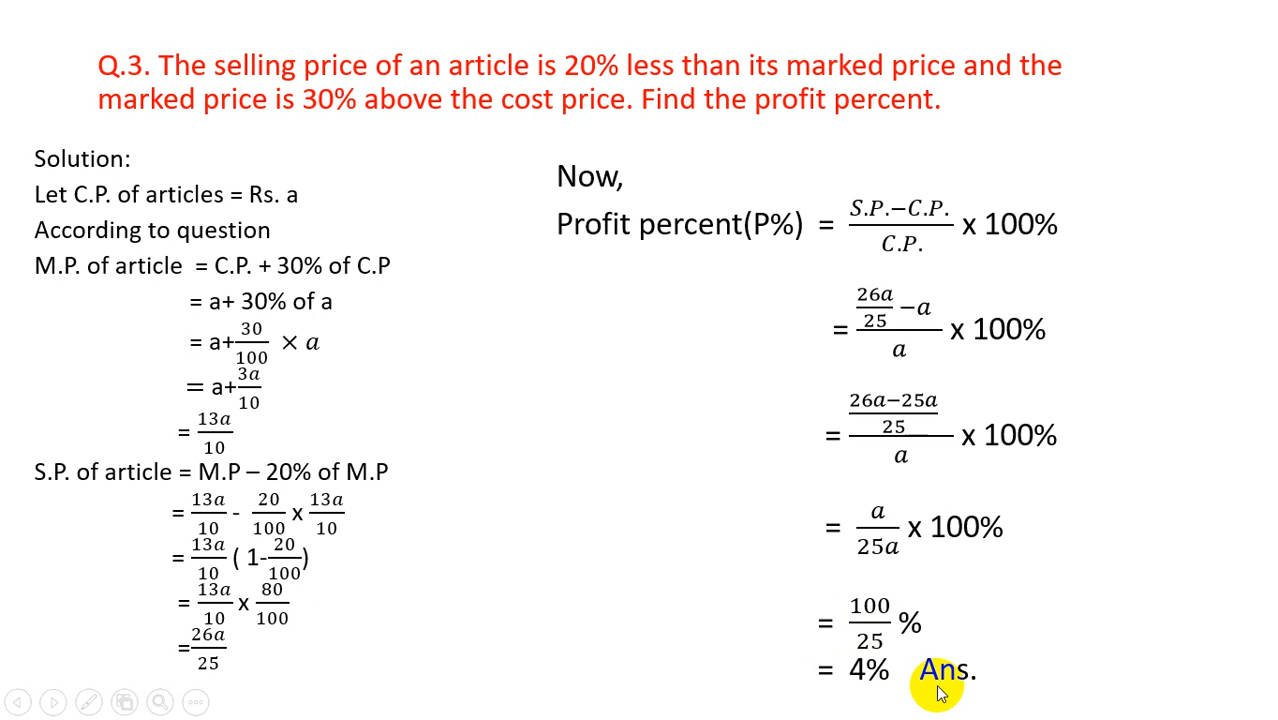 Q.3. The selling price of an article is 20% less than its marked price and the
marked price is 30% above the cost price. Find the profit percent.
Solution:
Let C.P. of articles = Rs. a
According to question
M.P. of article = C.P. + 30% of C.P
= a+ 30% of a
= a+30/100 × a
= a+3a/10
= 13a/10
S.P. of article = M.P – 20% of M.P
= 13a/10 - 20/100 x 13a/10
= 13a/10 ( 1-20/100)
= 13a/10 x 80/100
=26a/25
Now,
Profit percent(P%) = S.P.−C.P./C.P. x 100%
= 26a/25 −a/a x 100%
= 26a−25a/25/a x 100%
= a/25a x 100%
= 100/25 %
= 4% Ans.